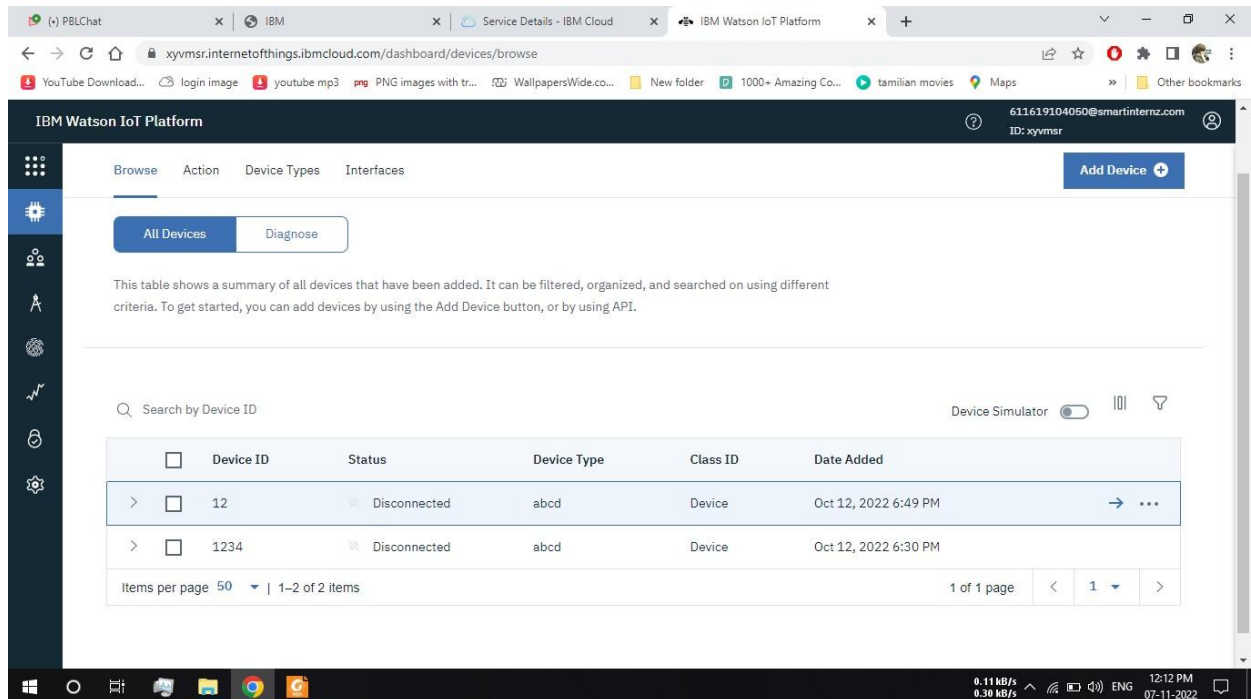 (•) PBLChat
IBM
Service Details - IBM Cloud
IBM Watson IoT Platform
xyvmsr.internetofthings.ibmcloud.com/dashboard/devices/browse
YouTube Download... login image youtube mp3 png PNG images with tr... WallpapersWide.co... New folder 1000+ Amazing Co... tamilian movies Maps » Other bookmarks
IBM Watson IoT Platform
611619104050@smartinternz.com
ID: xyvmsr
Browse Action Device Types Interfaces
Add Device
All Devices Diagnose
This table shows a summary of all devices that have been added. It can be filtered, organized, and searched on using different
criteria. To get started, you can add devices by using the Add Device button, or by using API.
Search by Device ID
Device Simulator
Device ID Status Device Type Class ID Date Added
12 Disconnected abcd Device Oct 12, 2022 6:49 PM
1234 Disconnected abcd Device Oct 12, 2022 6:30 PM
Items per page 50 | 1–2 of 2 items 1 of 1 page 1
0.11 kB/s
0.30 kB/s
ENG
12:12 PM
07-11-2022